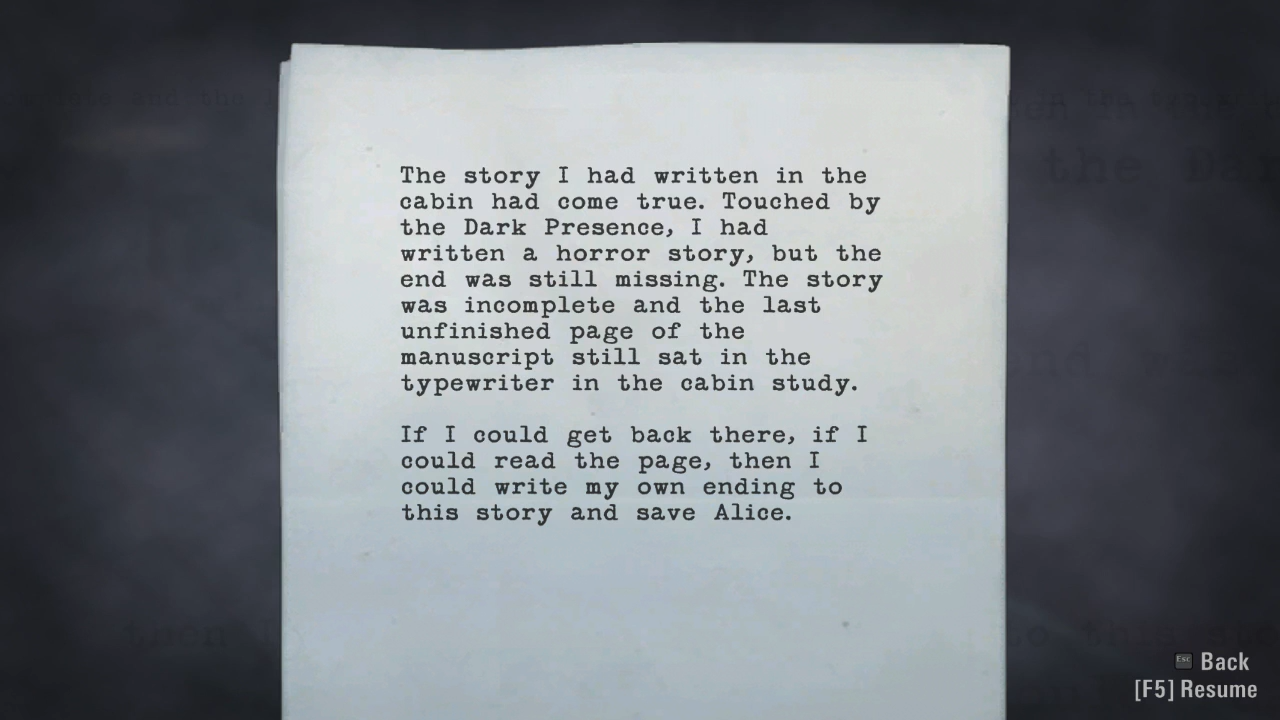 The story I had written in the
cabin had come true. Touched by
the Dark Presence, I had
written a horror story, but the
end was still missing. The story
was incomplete and the last
unfinished page of the
manuscript still sat in the
typewriter in the cabin study.
If I could get back there, if I
could read the page, then I
could write my own ending to
this story and save Alice.
Esc Back
[F5] Resume